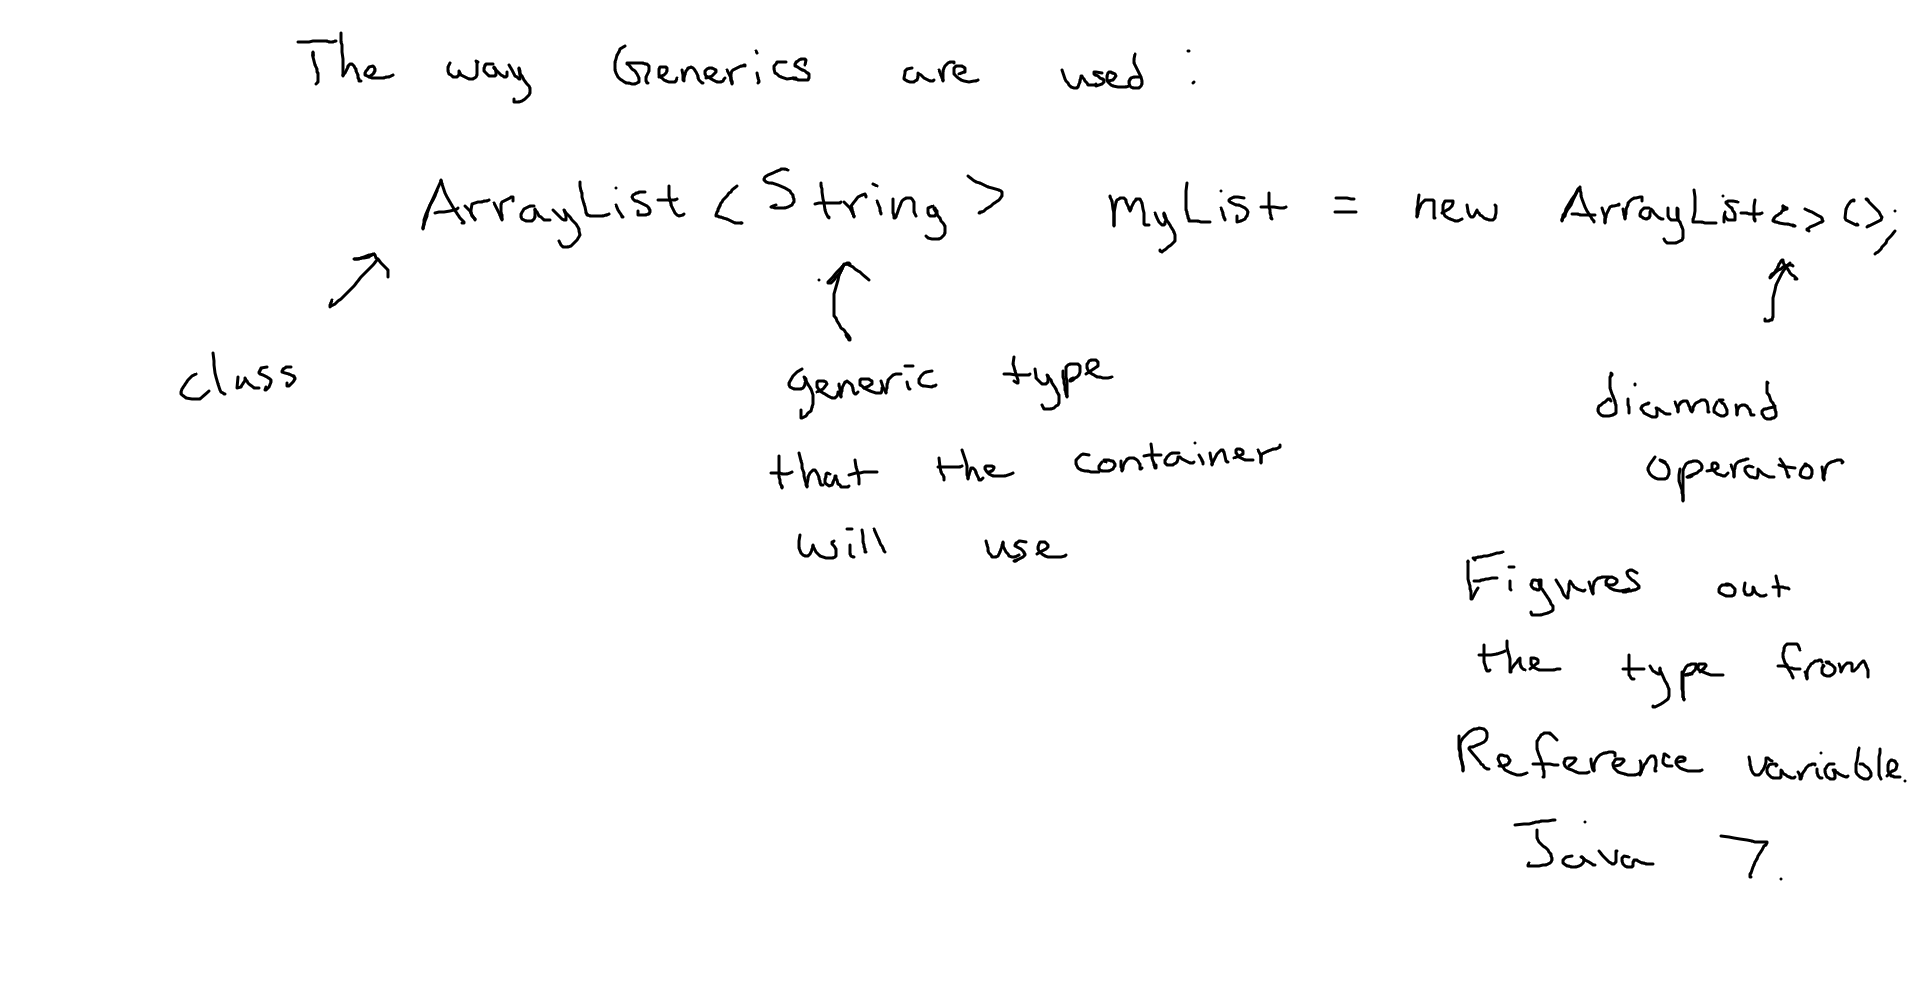 The way Generics are used :
ArrayList <String> myList = new ArrayList<> ();
class
generic type
that the container
will use
diamond
operator
Figures out
the type from
Reference variable.
Java 7.